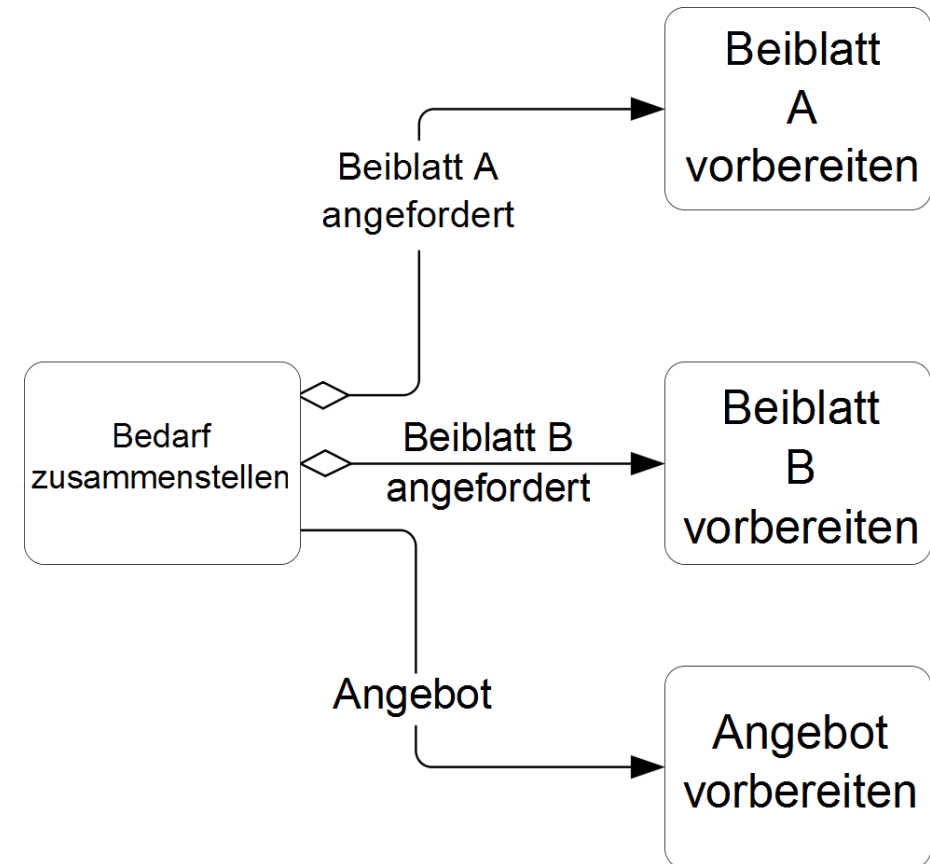 Beiblatt
A
vorbereiten
Beiblatt A
angefordert
Bedarf
zusammenstellen
Beiblatt B
angefordert
Beiblatt
B
vorbereiten
Angebot
Angebot
vorbereiten